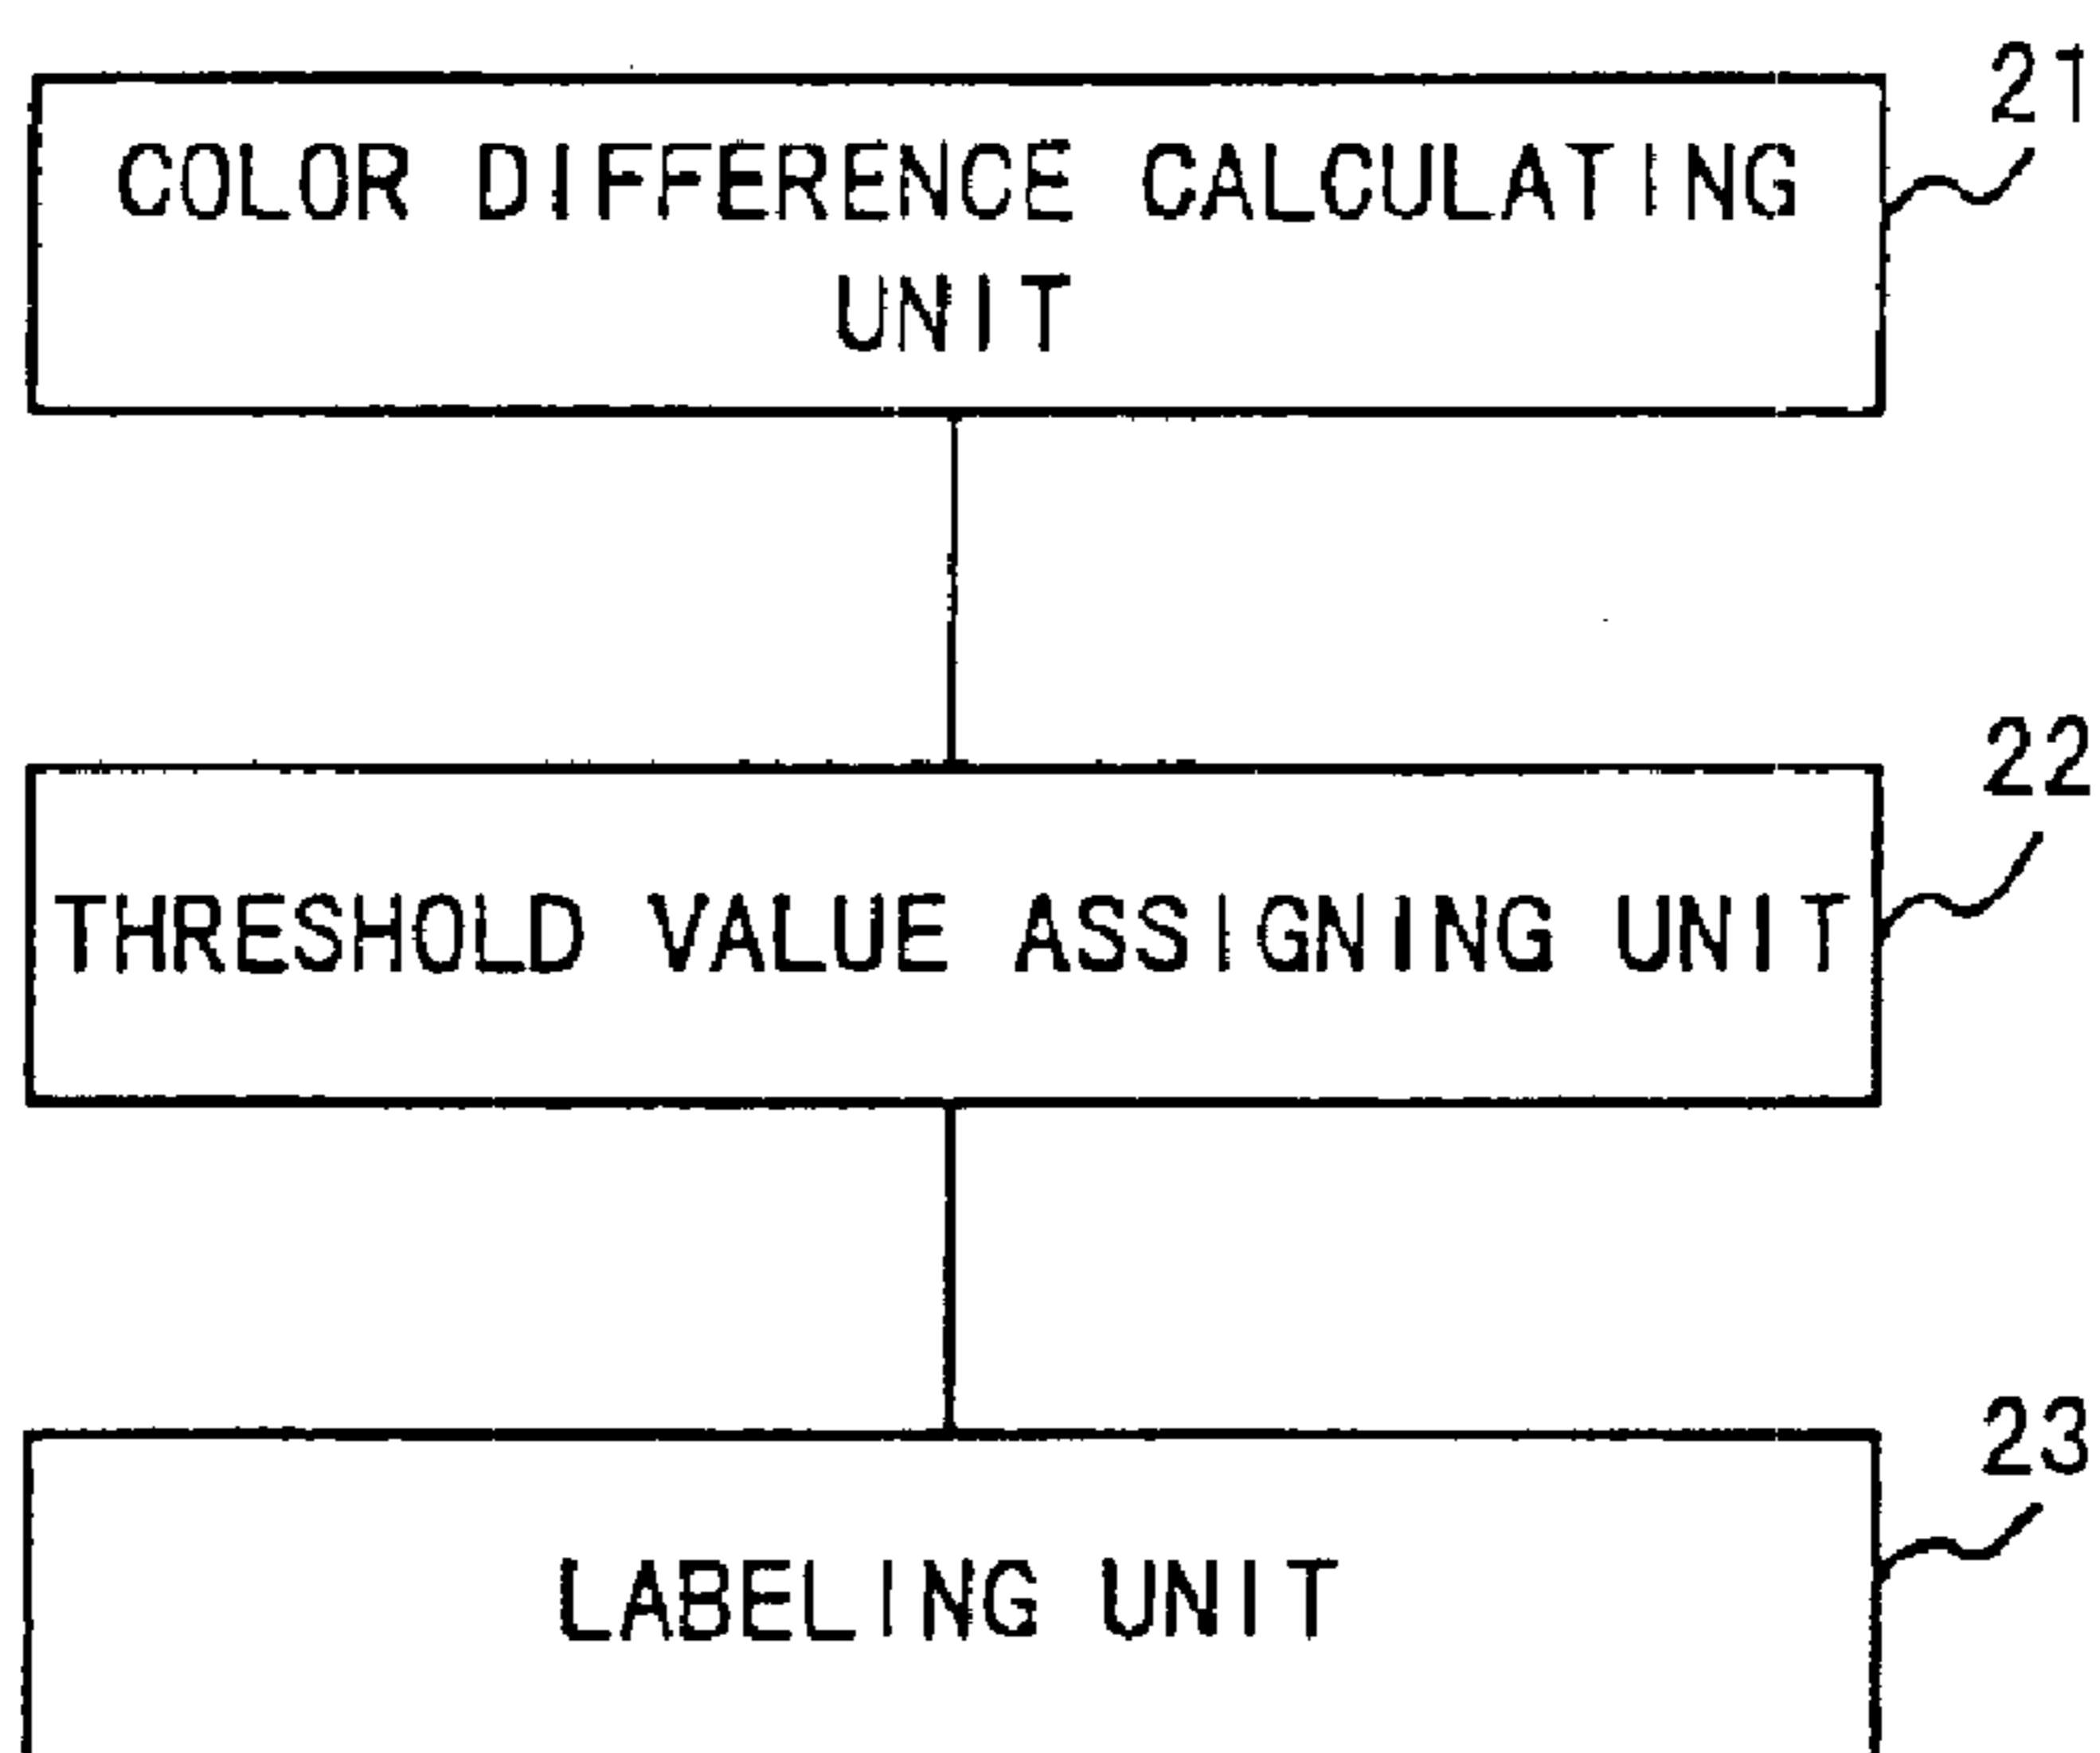 21
COLOR DIFFERENCE CALCULATING
UNIT
22
THRESHOLD VALUE ASSIGNING UNIT
23
LABELING UNIT